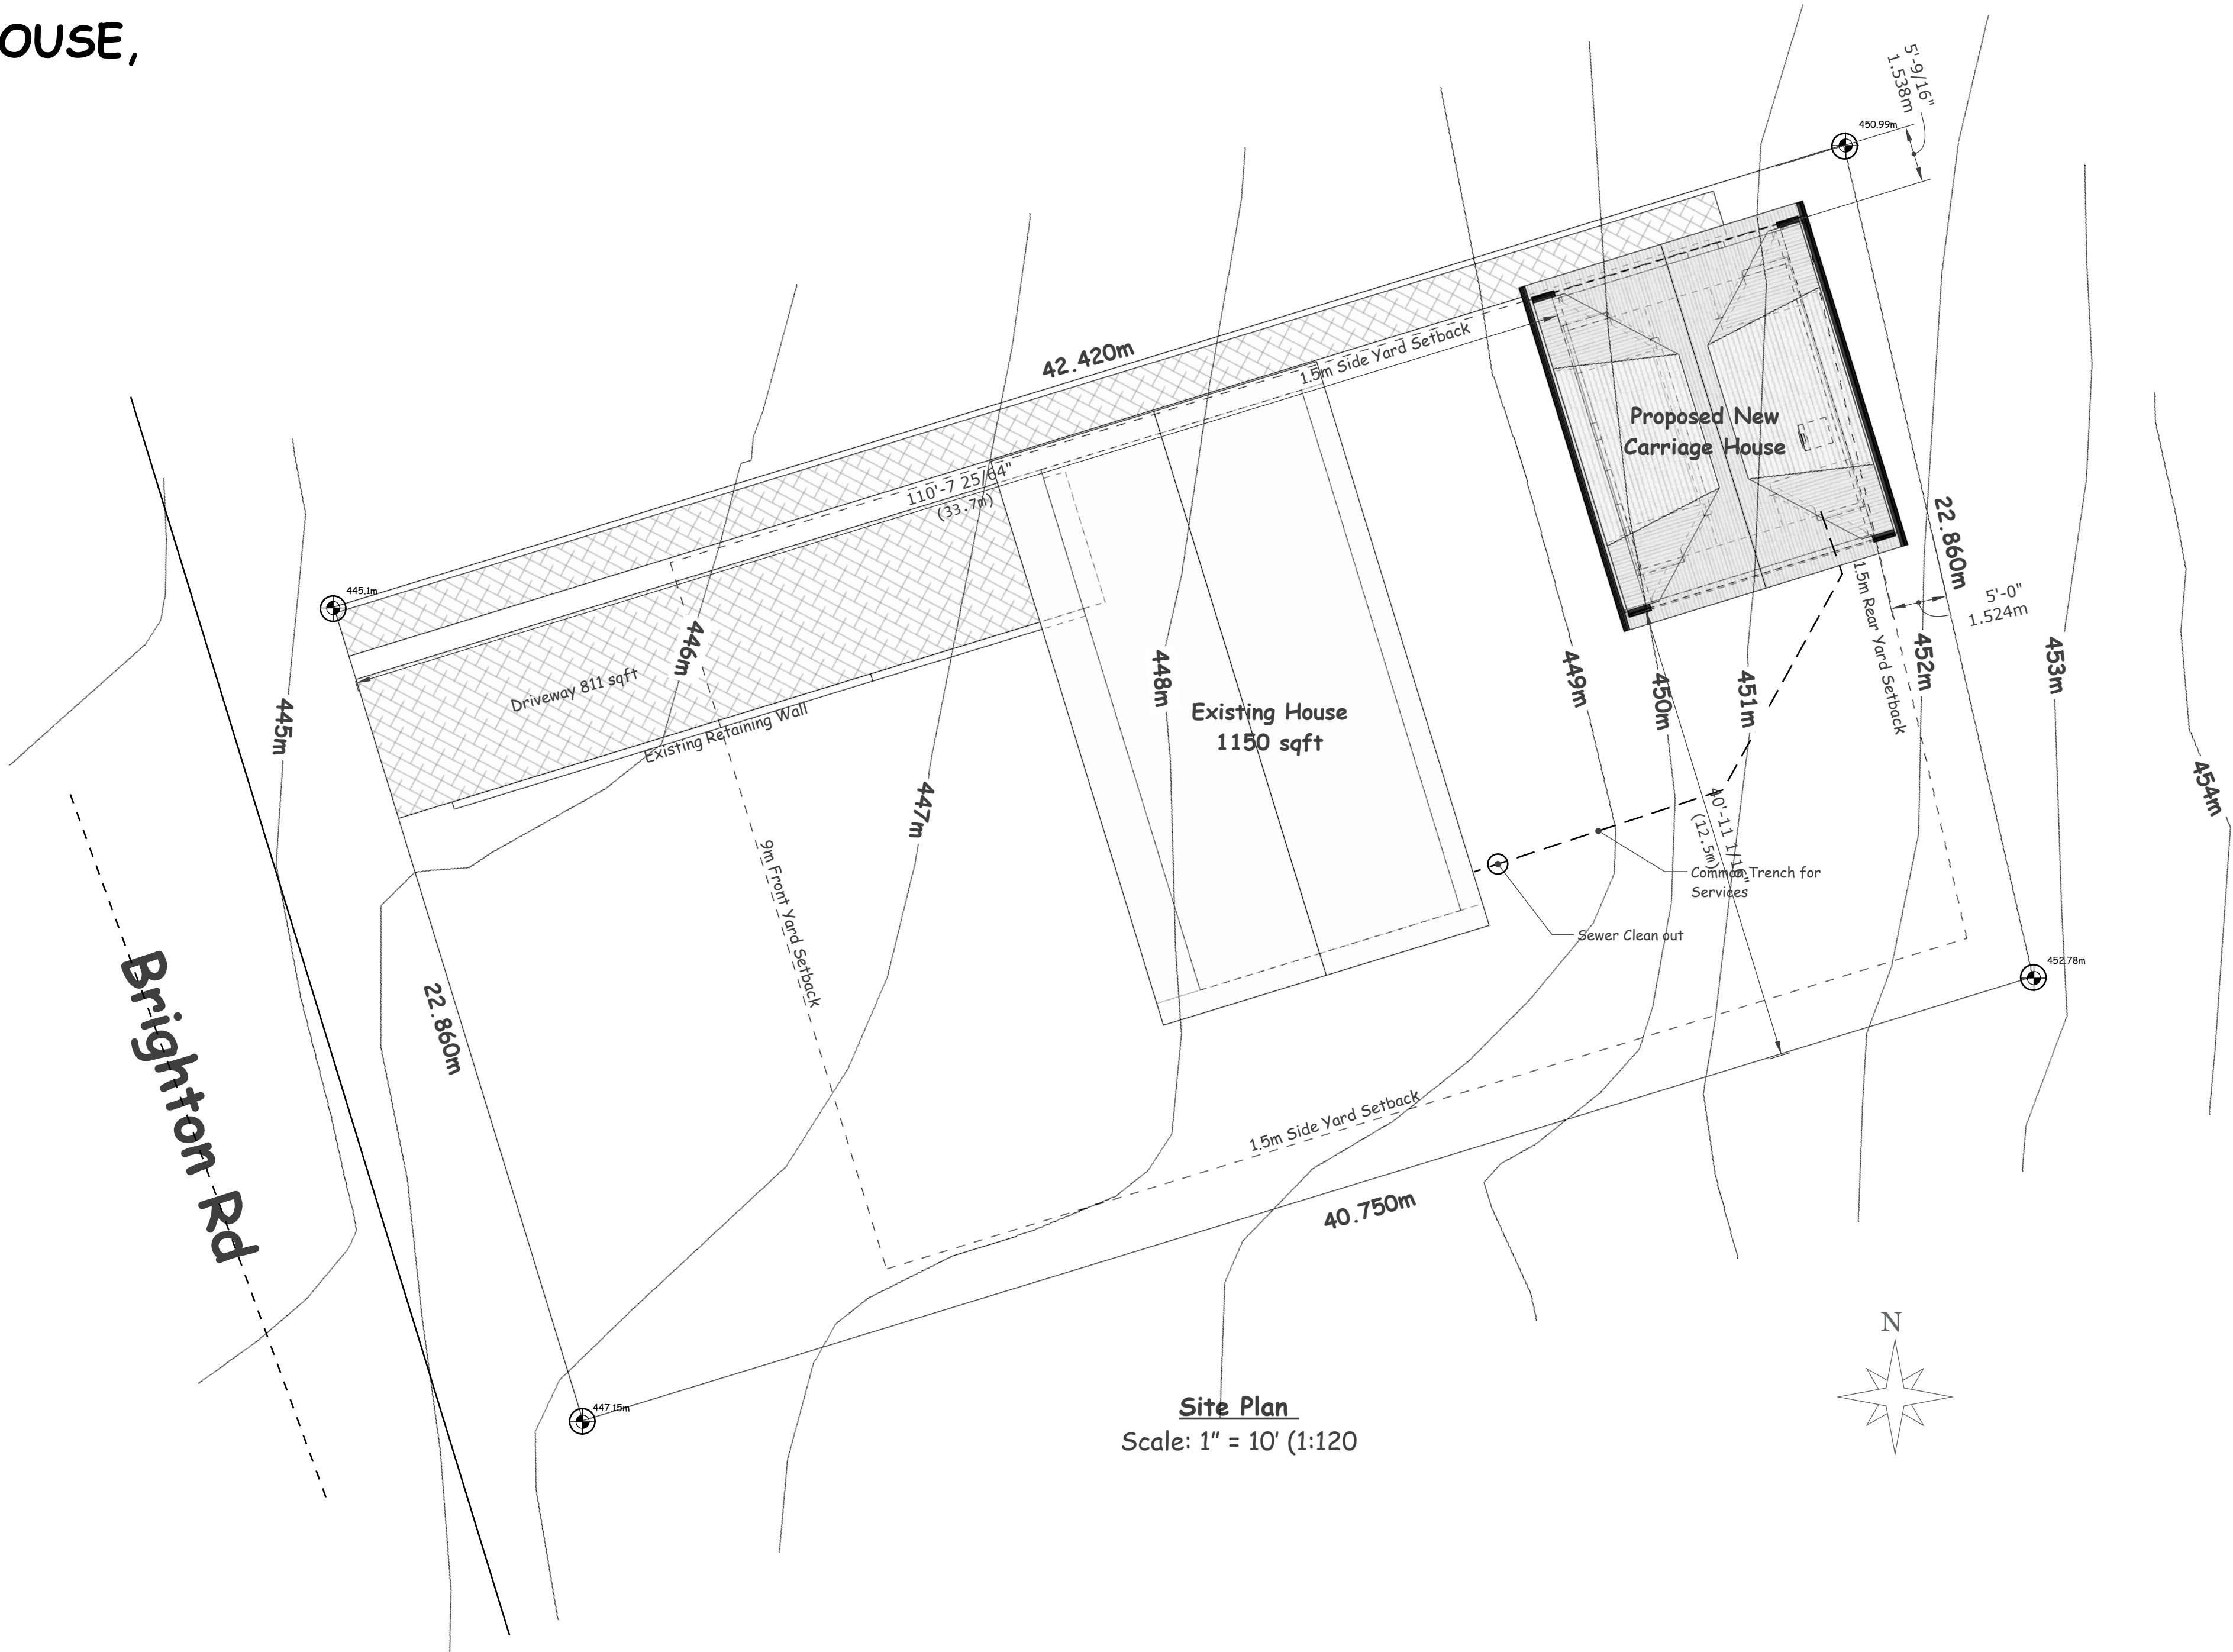 OUSE,
5'-9/16"
1.538m
450.99m
42.420m
1.5m Side Yard Setback
Proposed New
Carriage House
110'-7 25/64"
(33.7m)
22.860m
445.1m
5'-0"
1.524m
1.5m Rear Yard Setback
446m
Driveway 811 sqft
Existing Retaining Wall
445m
448m
449m
450m
451m
452m
453m
454m
Existing House
1150 sqft
447m
40'-11 1/16"
(12.5m)
Common Trench for
Services
Sewer Clean out
9m Front Yard Setback
452.78m
Brighton Rd
22.860m
1.5m Side Yard Setback
40.750m
447.15m
N
Site Plan
Scale: 1" = 10' (1:120